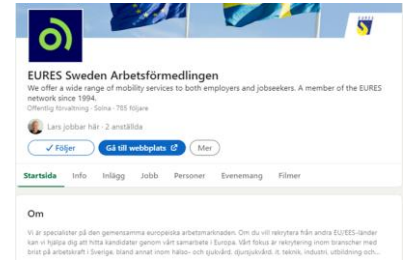 EURES
EURES Sweden Arbetsförmedlingen
We offer a wide range of mobility services to both employers and jobseekers. A member of the EURES
network since 1994.
Offentlig förvaltning · Solna · 755 följare
Lars jobbar här · 2 anställda
Följer Gå till webbplats Mer
Startsida Info Inlägg Jobb Personer Evenemang Filmer
Om
Vi är specialister på den gemensamma europeiska arbetsmarknaden. Om du vill rekrytera från andra EU/EES-länder
kan vi hjälpa dig att hitta kandidater genom vårt samarbete i Europa. Vårt fokus är rekrytering inom branscher med
brist på arbetskraft i Sverige, bland annat inom hälso- och sjukvård, djursjukvård, it, teknik, industri, utbildning och...